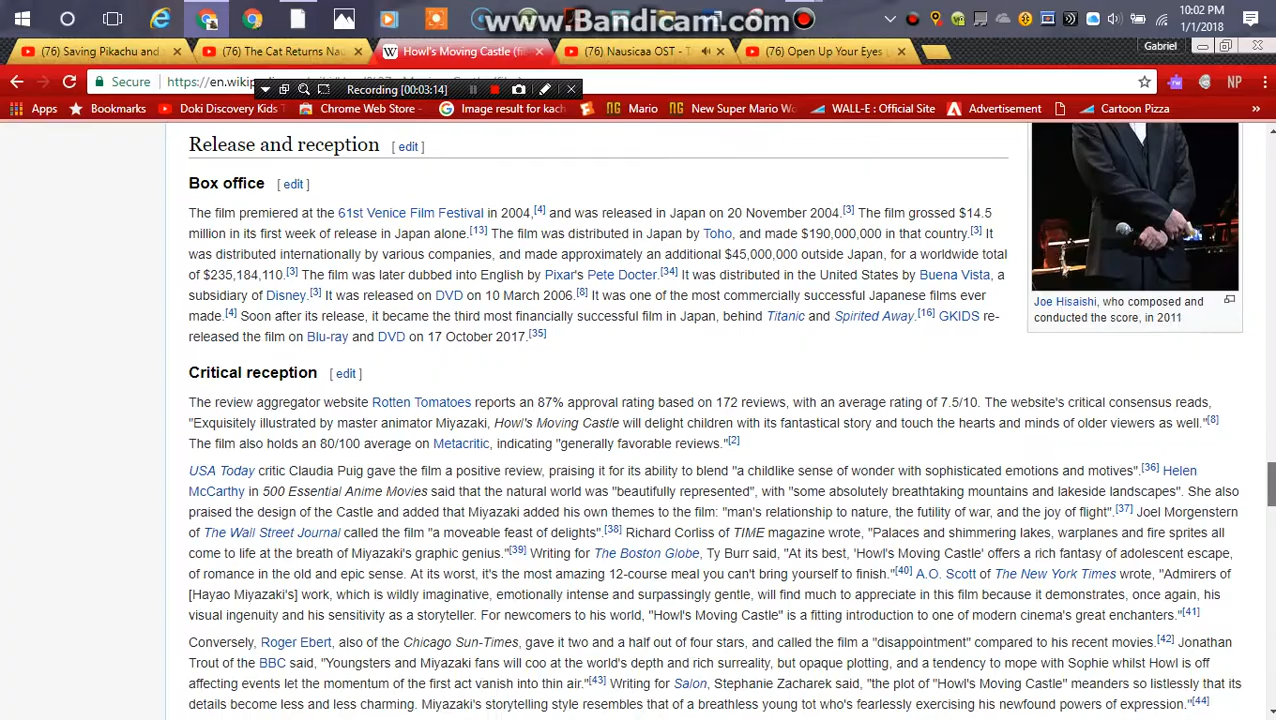 www.Bandicam.com
10:02 PM
1/1/2018
(76) Saving Pikachu and
(76) The Cat Returns Nau
Howl's Moving Castle (fil
(76) Nausicaa OST - T
(76) Open Up Your Eyes
Gabriel
Secure
https://en.wikip
Recording [00:03:14]
Apps
Bookmarks
Doki Discovery Kids
Chrome Web Store -
Image result for kach
Mario
New Super Mario Wo
WALL-E : Official Site
Advertisement
Cartoon Pizza
»
NP
Release and reception [ edit ]
Box office [ edit ]
The film premiered at the 61st Venice Film Festival in 2004,[4] and was released in Japan on 20 November 2004.[3] The film grossed $14.5
million in its first week of release in Japan alone.[13] The film was distributed in Japan by Toho, and made $190,000,000 in that country.[3] It
was distributed internationally by various companies, and made approximately an additional $45,000,000 outside Japan, for a worldwide total
of $235,184,110.[3] The film was later dubbed into English by Pixar's Pete Docter.[34] It was distributed in the United States by Buena Vista, a
subsidiary of Disney.[3] It was released on DVD on 10 March 2006.[8] It was one of the most commercially successful Japanese films ever
made.[4] Soon after its release, it became the third most financially successful film in Japan, behind Titanic and Spirited Away.[16] GKIDS re-
released the film on Blu-ray and DVD on 17 October 2017.[35]
Joe Hisaishi, who composed and
conducted the score, in 2011
Critical reception [ edit ]
The review aggregator website Rotten Tomatoes reports an 87% approval rating based on 172 reviews, with an average rating of 7.5/10. The website's critical consensus reads,
"Exquisitely illustrated by master animator Miyazaki, Howl's Moving Castle will delight children with its fantastical story and touch the hearts and minds of older viewers as well."[8]
The film also holds an 80/100 average on Metacritic, indicating "generally favorable reviews."[2]
USA Today critic Claudia Puig gave the film a positive review, praising it for its ability to blend "a childlike sense of wonder with sophisticated emotions and motives".[36] Helen
McCarthy in 500 Essential Anime Movies said that the natural world was "beautifully represented", with "some absolutely breathtaking mountains and lakeside landscapes". She also
praised the design of the Castle and added that Miyazaki added his own themes to the film: "man's relationship to nature, the futility of war, and the joy of flight".[37] Joel Morgenstern
of The Wall Street Journal called the film "a moveable feast of delights".[38] Richard Corliss of TIME magazine wrote, "Palaces and shimmering lakes, warplanes and fire sprites all
come to life at the breath of Miyazaki's graphic genius."[39] Writing for The Boston Globe, Ty Burr said, "At its best, 'Howl's Moving Castle' offers a rich fantasy of adolescent escape,
of romance in the old and epic sense. At its worst, it's the most amazing 12-course meal you can't bring yourself to finish."[40] A.O. Scott of The New York Times wrote, "Admirers of
[Hayao Miyazaki's] work, which is wildly imaginative, emotionally intense and surpassingly gentle, will find much to appreciate in this film because it demonstrates, once again, his
visual ingenuity and his sensitivity as a storyteller. For newcomers to his world, "Howl's Moving Castle" is a fitting introduction to one of modern cinema's great enchanters."[41]
Conversely, Roger Ebert, also of the Chicago Sun-Times, gave it two and a half out of four stars, and called the film a "disappointment" compared to his recent movies.[42] Jonathan
Trout of the BBC said, "Youngsters and Miyazaki fans will coo at the world's depth and rich surreality, but opaque plotting, and a tendency to mope with Sophie whilst Howl is off
affecting events let the momentum of the first act vanish into thin air."[43] Writing for Salon, Stephanie Zacharek said, "the plot of "Howl's Moving Castle" meanders so listlessly that its
details become less and less charming. Miyazaki's storytelling style resembles that of a breathless young tot who's fearlessly exercising his newfound powers of expression."[44]